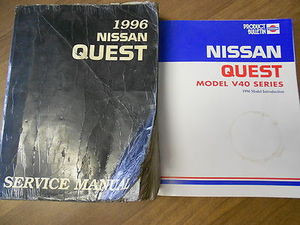 1996
NISSAN
QUEST
SERVICE MANUAL
PRODUCT
BULLETIN
NISSAN
QUEST
MODEL V40 SERIES
1996 Model Introduction